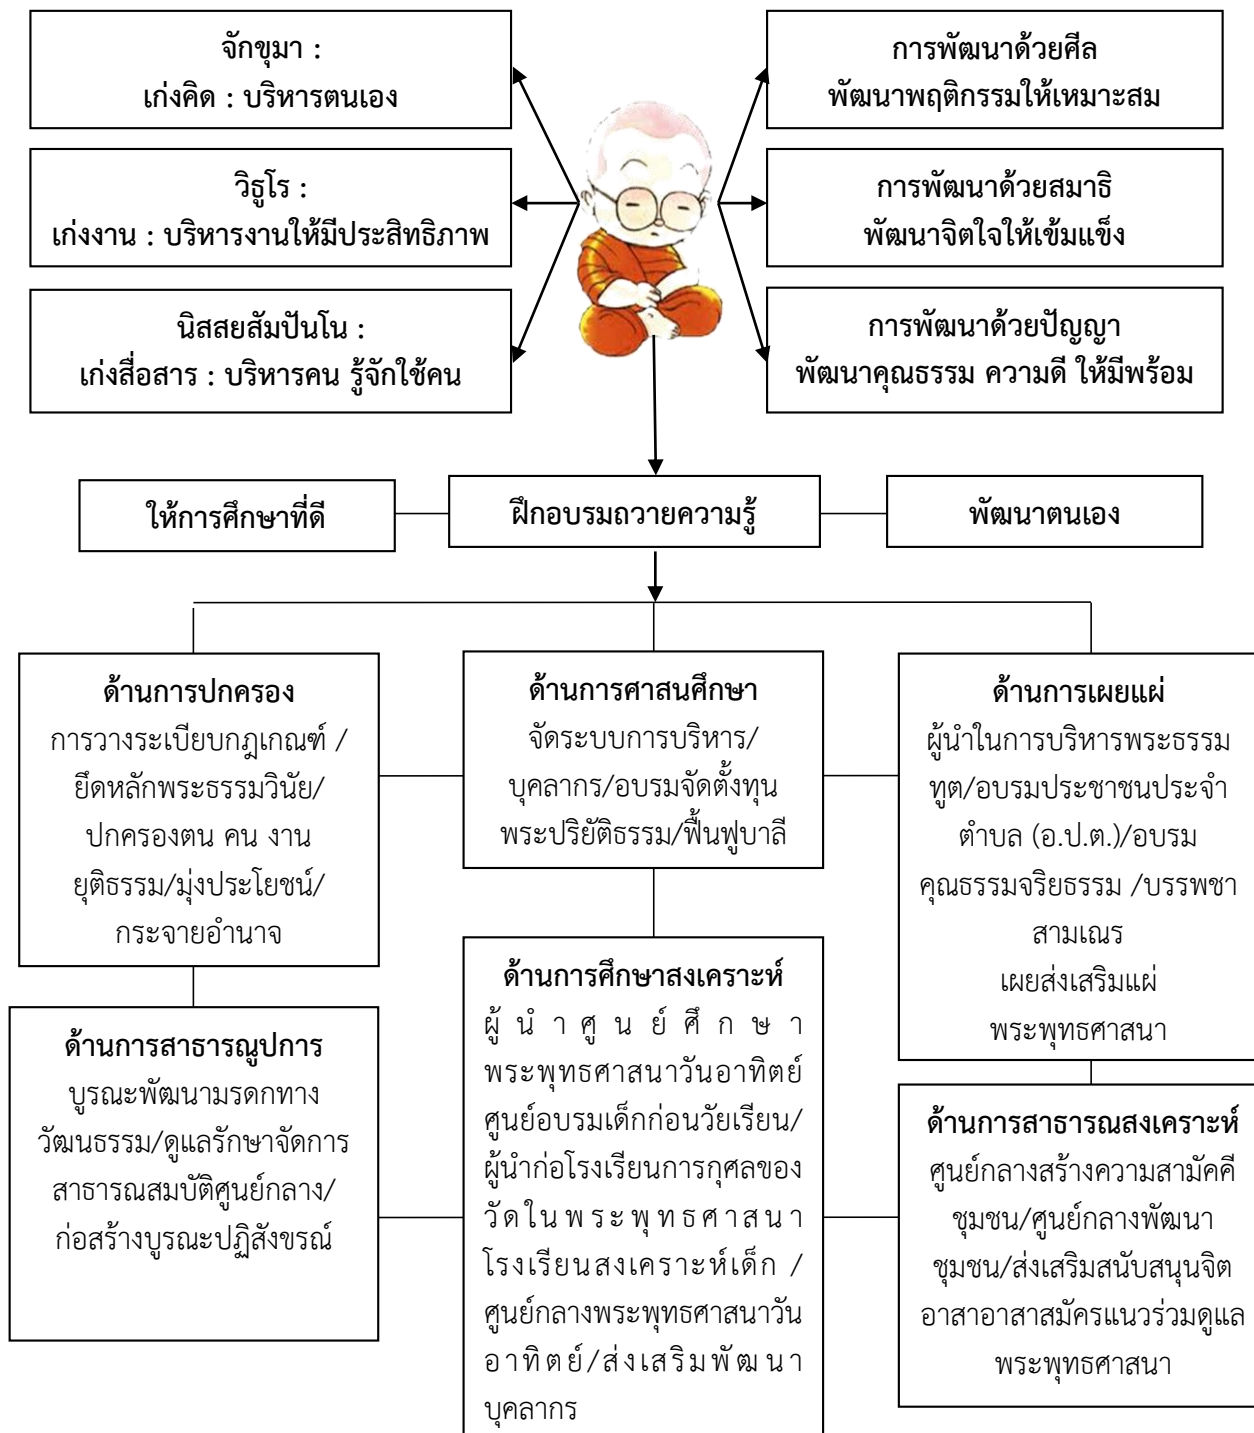 จักขุมา :
เก่งคิด : บริหารตนเอง
การพัฒนาด้วยศีล
พัฒนาพฤติกรรมให้เหมาะสม
วิธูโร :
เก่งงาน : บริหารงานให้มีประสิทธิภาพ
การพัฒนาด้วยสมาธิ
พัฒนาจิตใจให้เข้มแข็ง
นิสสยสัมปันโน :
เก่งสื่อสาร : บริหารคน รู้จักใช้คน
การพัฒนาด้วยปัญญา
พัฒนาคุณธรรม ความดี ให้มีพร้อม
ให้การศึกษาที่ดี
ฝึกอบรมถวายความรู้
พัฒนาตนเอง
ด้านการปกครอง
การวางระเบียบกฎเกณฑ์ /
ยึดหลักพระธรรมวินัย/
ปกครองตน คน งาน
ยุติธรรม/มุ่งประโยชน์/
กระจายอำนาจ
ด้านการศาสนศึกษา
จัดระบบการบริหาร/
บุคลากร/อบรมจัดตั้งทุน
พระปริยัติธรรม/ฟื้นฟูบาลี
ด้านการเผยแผ่
ผู้นำในการบริหารพระธรรม
ทูต/อบรมประชาชนประจำ
ตำบล (อ.ป.ต.)/อบรม
คุณธรรมจริยธรรม /บรรพชา
สามเณร
เผยส่งเสริมแผ่
พระพุทธศาสนา
ด้านการสาธารณูปการ
บูรณะพัฒนามรดกทาง
วัฒนธรรม/ดูแลรักษาจัดการ
สาธารณสมบัติศูนย์กลาง/
ก่อสร้างบูรณะปฏิสังขรณ์
ด้านการศึกษาสงเคราะห์
ผู้นำศูนย์ศึกษา
พระพุทธศาสนาวันอาทิตย์
ศูนย์อบรมเด็กก่อนวัยเรียน/
ผู้นำก่อโรงเรียนการกุศลของ
วัดในพระพุทธศาสนา
โรงเรียนสงเคราะห์เด็ก /
ศูนย์กลางพระพุทธศาสนาวัน
อาทิตย์/ส่งเสริมพัฒนา
บุคลากร
ด้านการสาธารณสงเคราะห์
ศูนย์กลางสร้างความสามัคคี
ชุมชน/ศูนย์กลางพัฒนา
ชุมชน/ส่งเสริมสนับสนุนจิต
อาสาอาสาสมัครแนวร่วมดูแล
พระพุทธศาสนา